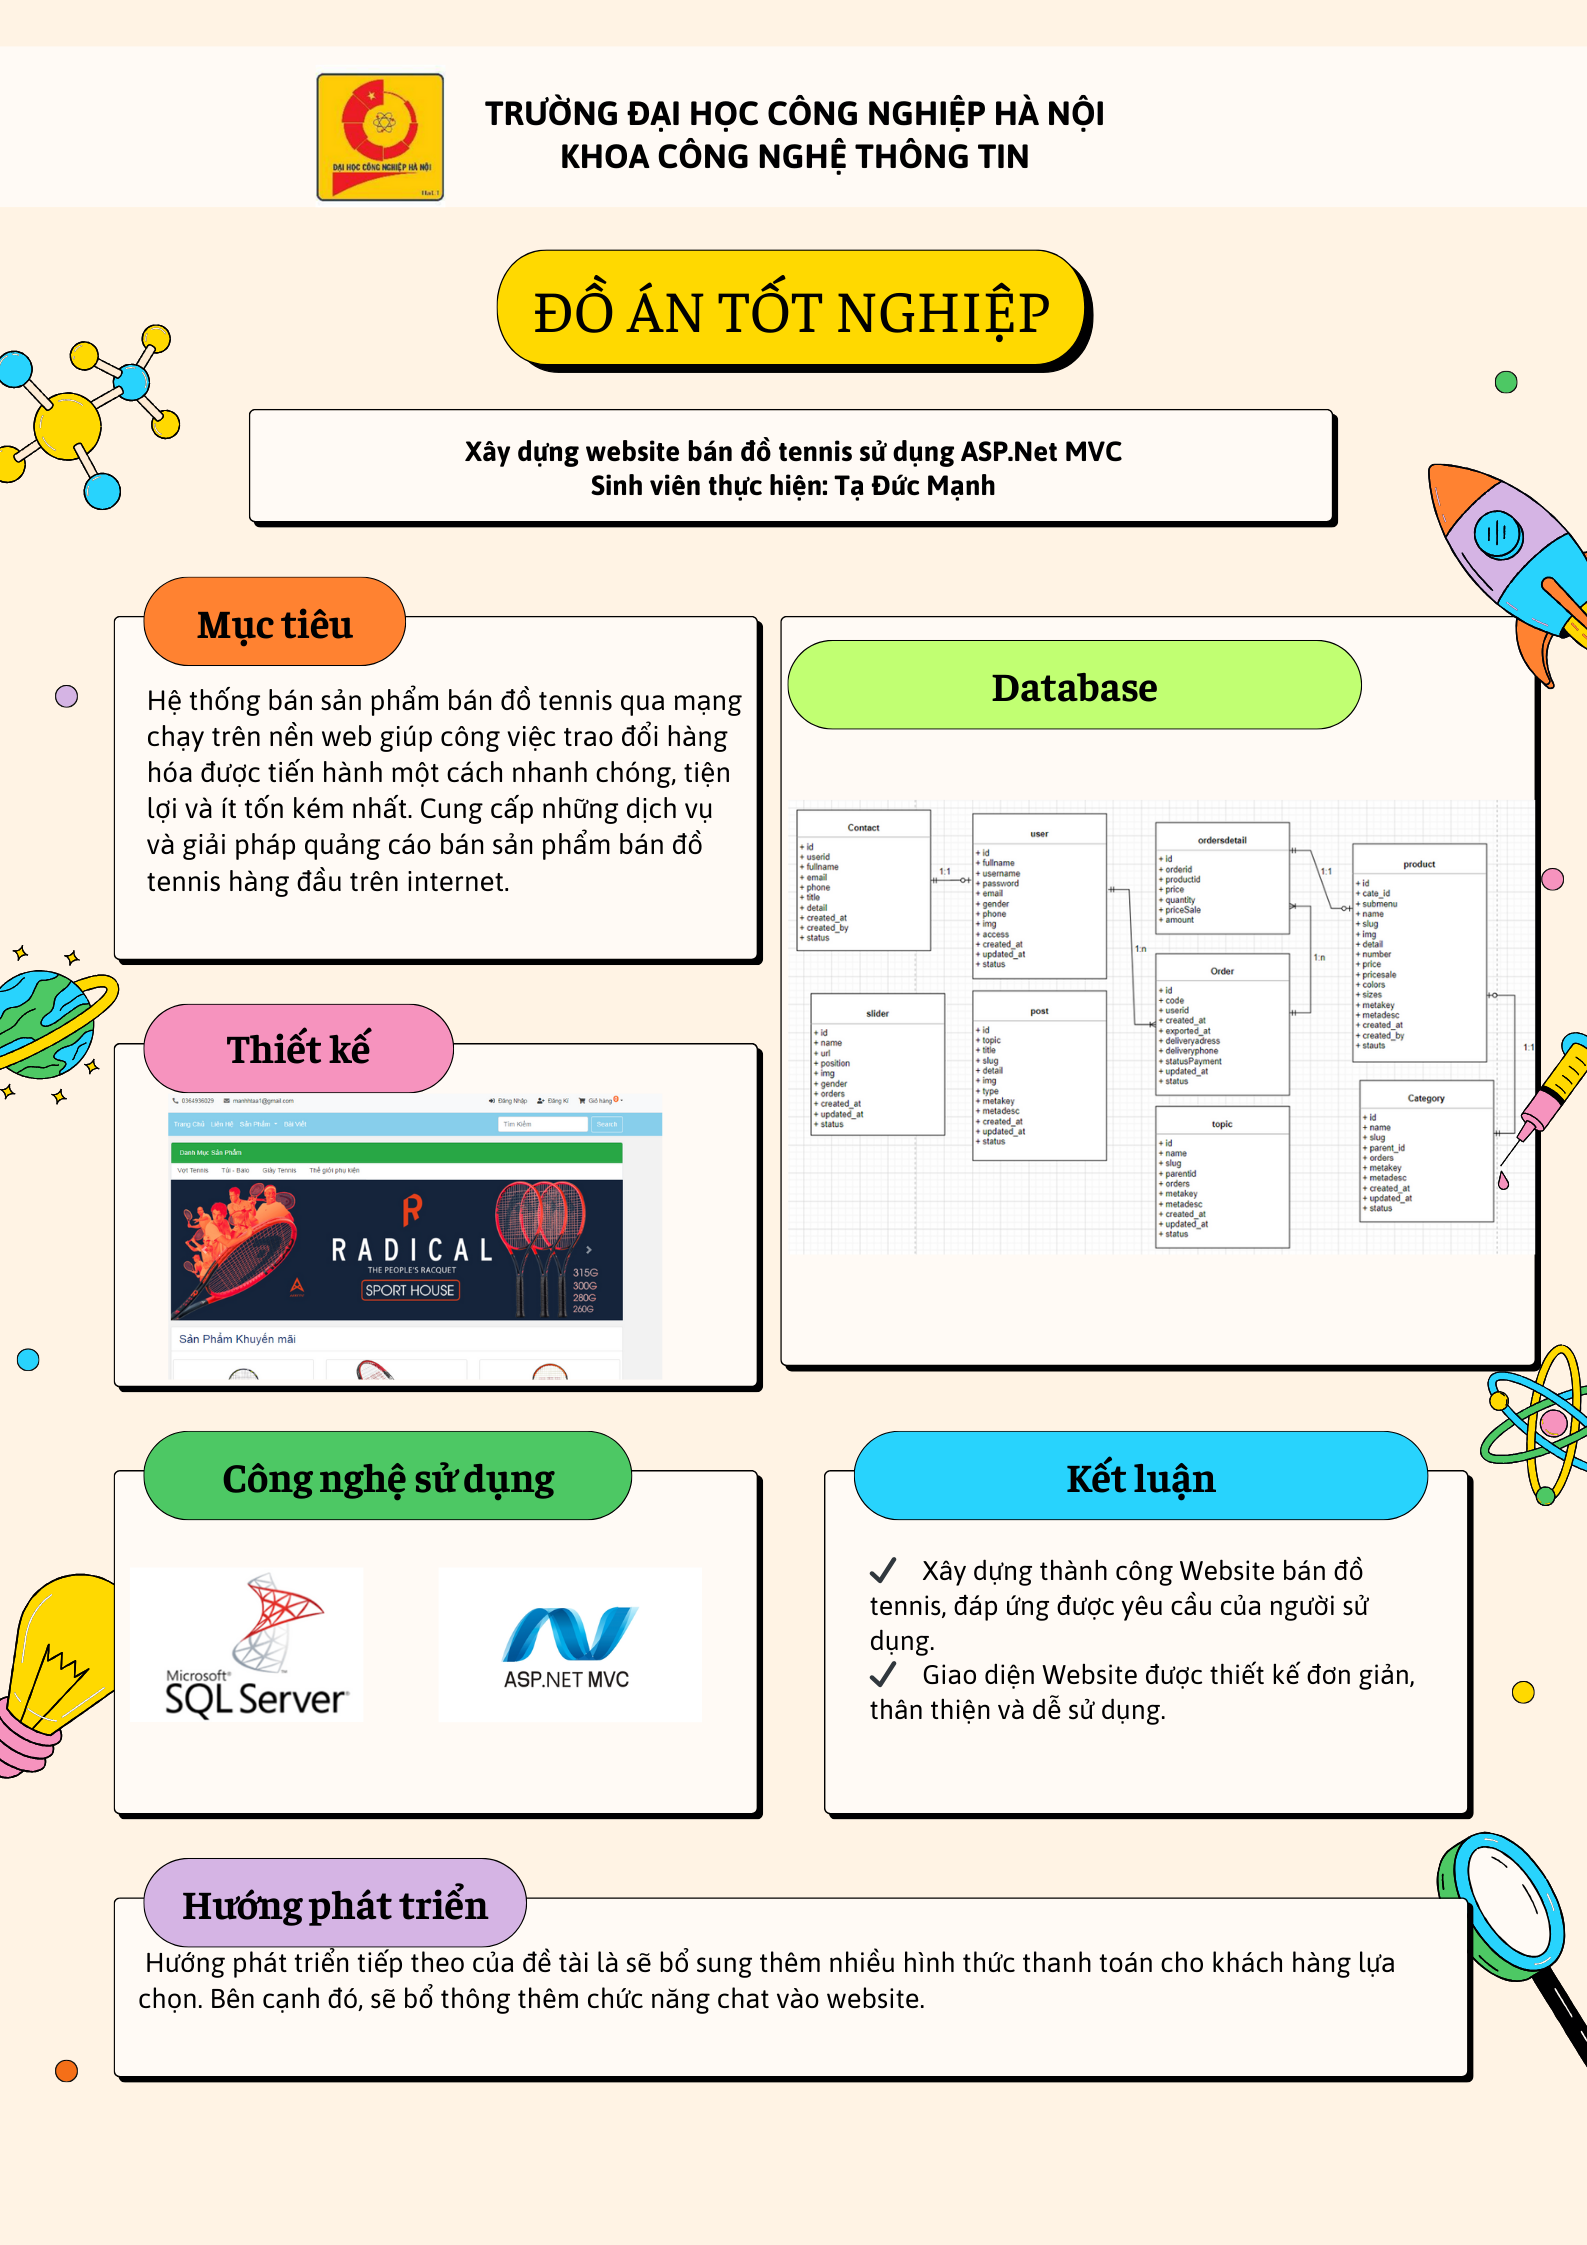 ĐẠI HỌC CÔNG NGHIỆP HÀ NỘI
TRƯỜNG ĐẠI HỌC CÔNG NGHIỆP HÀ NỘI
KHOA CÔNG NGHỆ THÔNG TIN
ĐỒ ÁN TỐT NGHIỆP
Xây dựng website bán đồ tennis sử dụng ASP.Net MVC
Sinh viên thực hiện: Tạ Đức Mạnh
Mục tiêu
Hệ thống bán sản phẩm bán đồ tennis qua mạng
chạy trên nền web giúp công việc trao đổi hàng
hóa được tiến hành một cách nhanh chóng, tiện
lợi và ít tốn kém nhất. Cung cấp những dịch vụ
và giải pháp quảng cáo bán sản phẩm bán đồ
tennis hàng đầu trên internet.
Database
Contact
+ id
+ userid
+ fullname
+ email
+ phone
+ title
+ detail
+ created_at
+ created_by
+ status
1:1
user
+ id
+ fullname
+ username
+ password
+ email
+ gender
+ phone
+ img
+ access
+ created_at
+ updated_at
+ status
1:n
ordersdetail
+ id
+ orderid
+ productid
+ price
+ quantity
+ priceSale
+ amount
1:1
1:n
product
+ id
+ cate_id
+ submenu
+ name
+ slug
+ img
+ detail
+ number
+ price
+ pricesale
+ colors
+ sizes
+ metakey
+ metadesc
+ created_at
+ created_by
+ stauts
1:1
slider
+ id
+ name
+ url
+ position
+ img
+ gender
+ orders
+ created_at
+ updated_at
+ status
post
+ id
+ topic
+ title
+ slug
+ detail
+ img
+ type
+ metakey
+ metadesc
+ created_at
+ updated_at
+ status
Order
+ id
+ code
+ userid
+ created_at
+ exported_at
+ deliveryadress
+ deliveryphone
+ statusPayment
+ updated_at
+ status
topic
+ id
+ name
+ slug
+ parentid
+ orders
+ metakey
+ metadesc
+ created_at
+ updated_at
+ status
Category
+ id
+ name
+ slug
+ parent_id
+ orders
+ metakey
+ metadesc
+ created_at
+ updated_at
+ status
Thiết kế
0364936029 manhhtaa1@gmail.com Đăng Nhập Đăng Kí Giỏ hàng
Trang Chủ Liên Hệ Sản Phẩm Bài Viết Tìm Kiếm Search
Danh Mục Sản Phẩm
Vợt Tennis Túi - Balo Giày Tennis Thế giới phụ kiện
RADICAL
THE PEOPLE'S RACQUET
SPORT HOUSE
315G
300G
280G
260G
Sản Phẩm Khuyến mãi
Công nghệ sử dụng
Microsoft®
SQL Server®
ASP.NET MVC
Kết luận
✓ Xây dựng thành công Website bán đồ
tennis, đáp ứng được yêu cầu của người sử
dụng.
✓ Giao diện Website được thiết kế đơn giản,
thân thiện và dễ sử dụng.
Hướng phát triển
Hướng phát triển tiếp theo của đề tài là sẽ bổ sung thêm nhiều hình thức thanh toán cho khách hàng lựa
chọn. Bên cạnh đó, sẽ bổ thông thêm chức năng chat vào website.